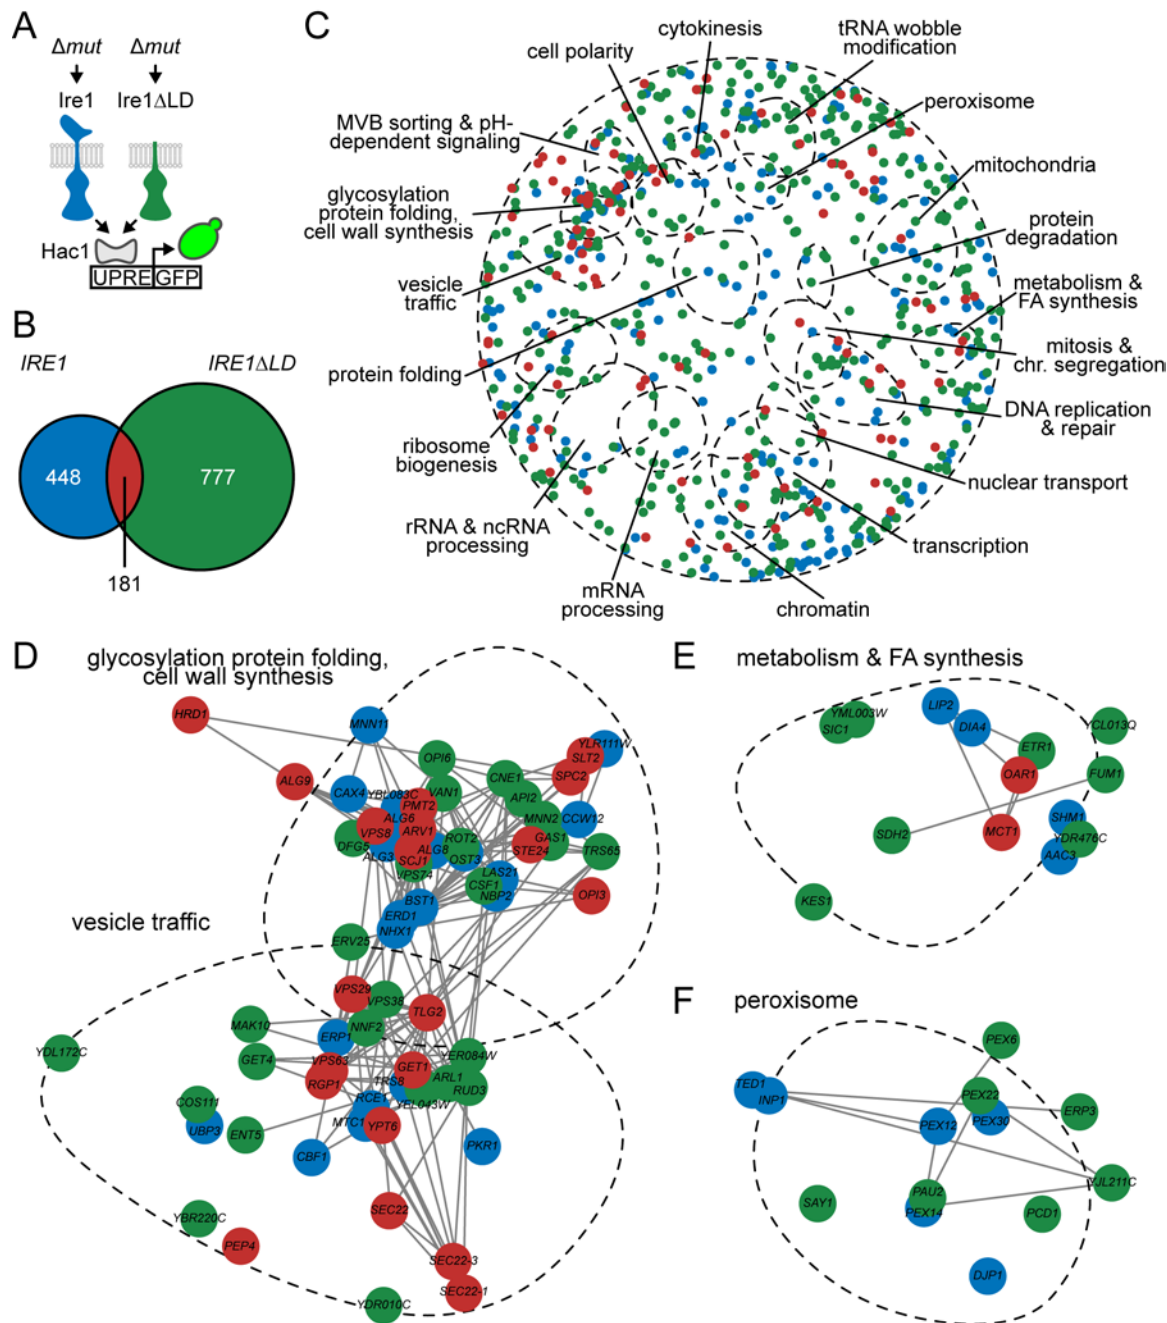 A
Δmut
Δmut
Ire1
Ire1ΔLD
Hac1
UPRE
GFP
B
IRE1
IRE1ΔLD
448
777
181
C
cytokinesis
tRNA wobble
modification
cell polarity
peroxisome
MVB sorting & pH-
dependent signaling
mitochondria
glycosylation
protein folding,
cell wall synthesis
protein
degradation
vesicle
traffic
metabolism &
FA synthesis
mitosis &
chr. segregation
protein folding
DNA replication
& repair
ribosome
biogenesis
nuclear transport
rRNA & ncRNA
processing
transcription
mRNA
processing
chromatin
D
glycosylation protein folding,
cell wall synthesis
HRD1
MNN11
YLR111W
SLT2
OPI6
SPC2
ALG9
CNE1
CAX4
YBL083C
VAN1
API2
PMT2
ALG6
MNN2
CCW12
VPS8
ARV1
ROT2
GAS1
DFG5
ALG8
STE24
TRS65
ALG3
SCJ1
OST3
VPS74
LAS21
CSF1
NBP2
OPI3
BST1
ERD1
NHX1
vesicle traffic
ERV25
VPS29
VPS38
TLG2
MAK10
NNF2
ERP1
YDL172C
GET4
VPS63
YER084W
GET1
RGP1
TRS8
ARL1
RUD3
COS111
RCE1
YEL043W
UBP3
ENT5
MTC1
YPT6
CBF1
PKR1
YBR220C
SEC22
PEP4
SEC22-3
SEC22-1
YDR010C
E
metabolism & FA synthesis
YML003W
SIC1
LIP2
DIA4
YCL013Q
ETR1
OAR1
FUM1
SDH2
MCT1
SHM1
YDR476C
AAC3
KES1
F
peroxisome
PEX6
TED1
INP1
PEX22
ERP3
PEX12
PEX30
YJL211C
SAY1
PAU2
PEX14
PCD1
DJP1